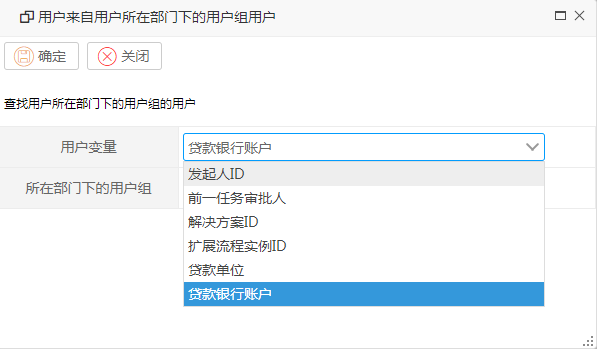 用户来自用户所在部门下的用户组用户
确定 关闭
查找用户所在部门下的用户组的用户
用户变量 贷款银行账户
所在部门下的用户组
发起人ID
前一任务审批人
解决方案ID
扩展流程实例ID
贷款单位
贷款银行账户